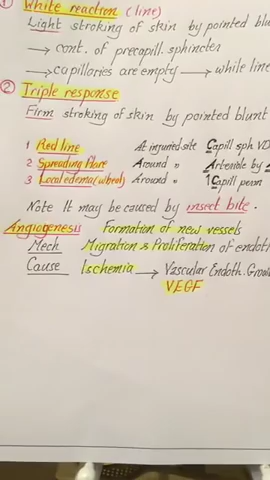 ① White reaction (line)
Light stroking of skin by pointed blu
→ cont. of precapill. sphincter
→ capillaries are empty → white line
② Triple response
Firm stroking of skin by pointed blunt
1 Red line At injured site Capill sph VD
2 Spreading flare Around " Arteriole by
3 Local edema (wheal) Around " ↑Capill perm
Note It may be caused by insect bite.
Angiogenesis Formation of new vessels
Mech Migration & Proliferation of endoth
Cause Ischemia → Vascular Endoth. Grow
VEGF